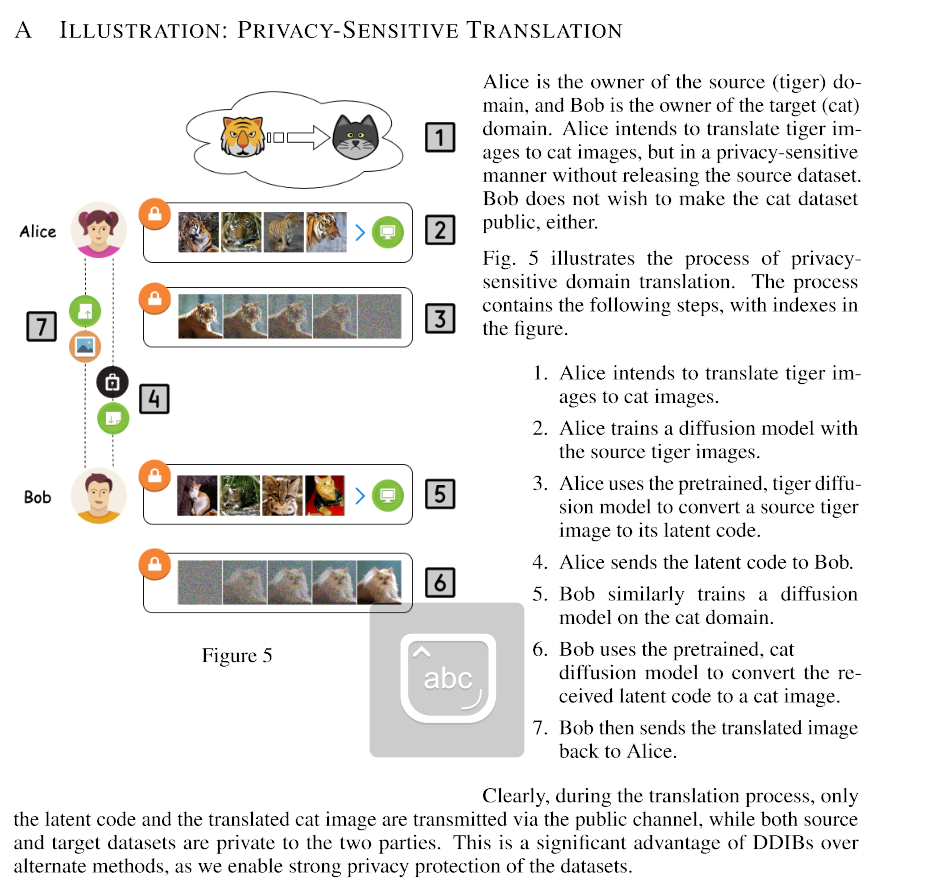 A ILLUSTRATION: PRIVACY-SENSITIVE TRANSLATION
1
Alice
2
3
7
4
Bob
5
6
Figure 5
abc
Alice is the owner of the source (tiger) do-
main, and Bob is the owner of the target (cat)
domain. Alice intends to translate tiger im-
ages to cat images, but in a privacy-sensitive
manner without releasing the source dataset.
Bob does not wish to make the cat dataset
public, either.
Fig. 5 illustrates the process of privacy-
sensitive domain translation. The process
contains the following steps, with indexes in
the figure.
1. Alice intends to translate tiger im-
ages to cat images.
2. Alice trains a diffusion model with
the source tiger images.
3. Alice uses the pretrained, tiger diffu-
sion model to convert a source tiger
image to its latent code.
4. Alice sends the latent code to Bob.
5. Bob similarly trains a diffusion
model on the cat domain.
6. Bob uses the pretrained, cat
diffusion model to convert the re-
ceived latent code to a cat image.
7. Bob then sends the translated image
back to Alice.
Clearly, during the translation process, only
the latent code and the translated cat image are transmitted via the public channel, while both source
and target datasets are private to the two parties. This is a significant advantage of DDIBs over
alternate methods, as we enable strong privacy protection of the datasets.